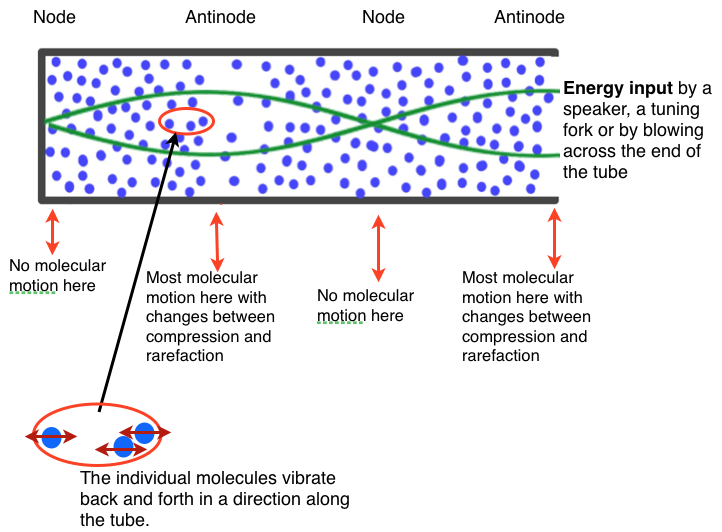 Node Antinode Node Antinode
Energy input by a
speaker, a tuning
fork or by blowing
across the end of
the tube
No molecular
motion here
Most molecular
motion here with
changes between
compression and
rarefaction
No molecular
motion here
Most molecular
motion here with
changes between
compression and
rarefaction
The individual molecules vibrate
back and forth in a direction along
the tube.